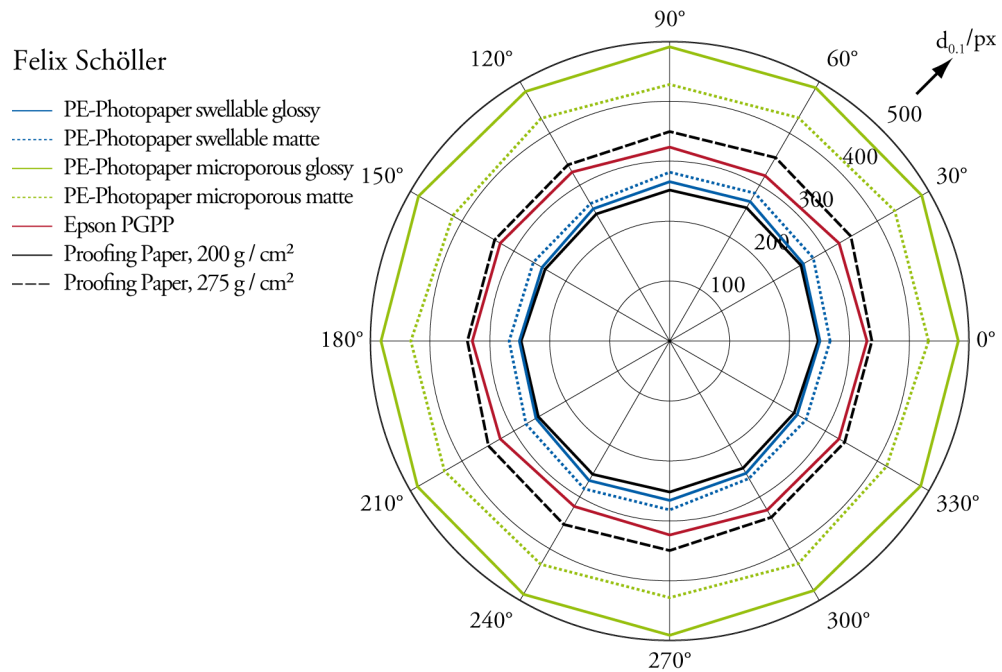 Felix Schöller
PE-Photopaper swellable glossy
PE-Photopaper swellable matte
PE-Photopaper microporous glossy
PE-Photopaper microporous matte
Epson PGPP
Proofing Paper, 200 g / cm²
Proofing Paper, 275 g / cm²
90°
120°
60°
d0.1/px
500
400
150°
30°
300
200
100
180°
0°
210°
330°
240°
300°
270°